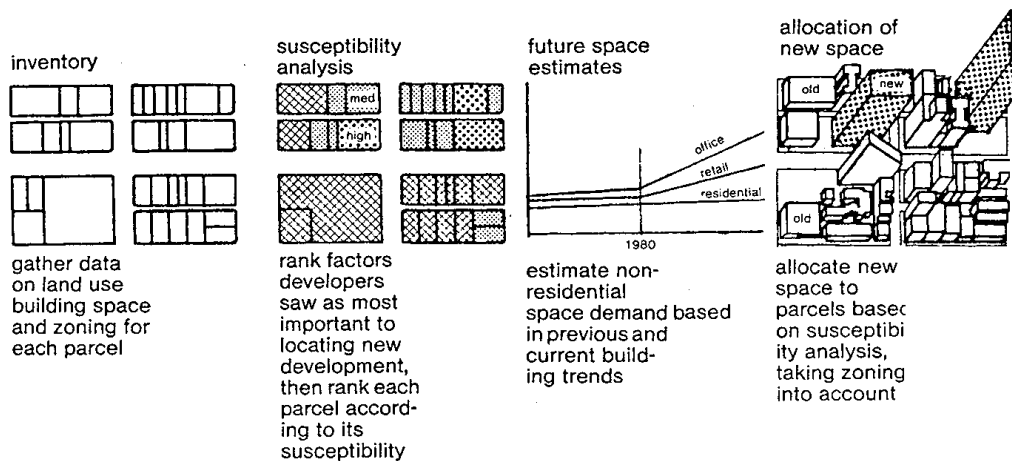 inventory
gather data
on land use
building space
and zoning for
each parcel
susceptibility
analysis
med
high
rank factors
developers
saw as most
important to
locating new
development,
then rank each
parcel accord-
ing to its
susceptibility
future space
estimates
office
retail
residential
1980
estimate non-
residential
space demand based
in previous and
current build-
ing trends
allocation of
new space
old
new
old
allocate new
space to
parcels based
on susceptibi
ity analysis,
taking zoning
into account